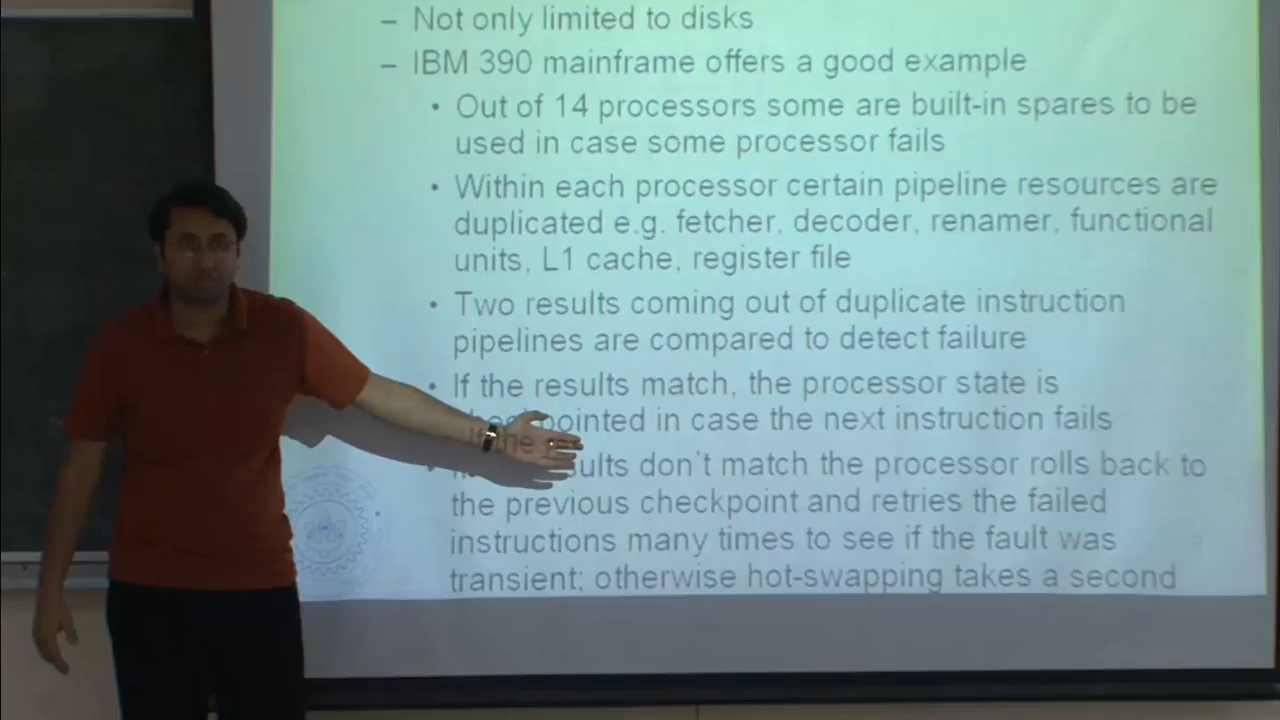 – Not only limited to disks
– IBM 390 mainframe offers a good example
• Out of 14 processors some are built-in spares to be
used in case some processor fails
• Within each processor certain pipeline resources are
duplicated e.g. fetcher, decoder, renamer, functional
units, L1 cache, register file
• Two results coming out of duplicate instruction
pipelines are compared to detect failure
• If the results match, the processor state is
checkpointed in case the next instruction fails
• If the results don't match the processor rolls back to
the previous checkpoint and retries the failed
instructions many times to see if the fault was
transient; otherwise hot-swapping takes a second